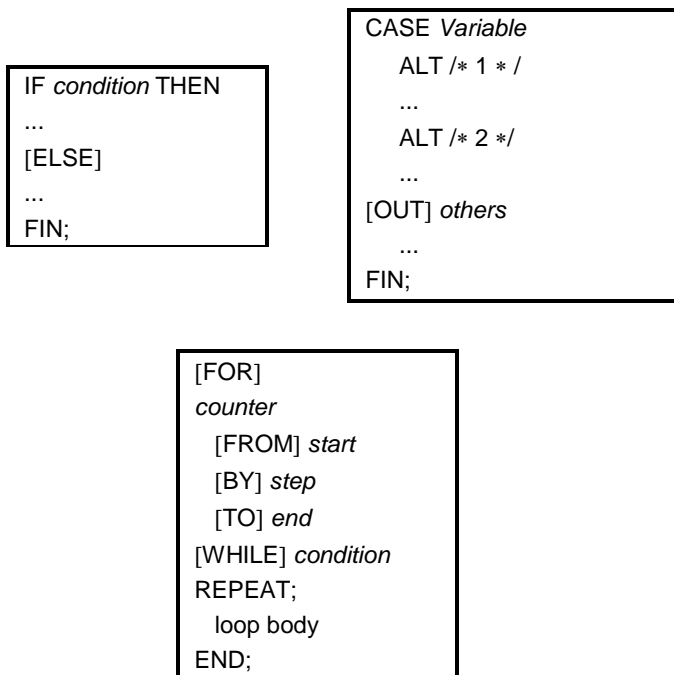 IF condition THEN
...
[ELSE]
...
FIN;
CASE Variable
ALT /* 1 * /
...
ALT /* 2 */
...
[OUT] others
...
FIN;
[FOR]
counter
[FROM] start
[BY] step
[TO] end
[WHILE] condition
REPEAT;
loop body
END;